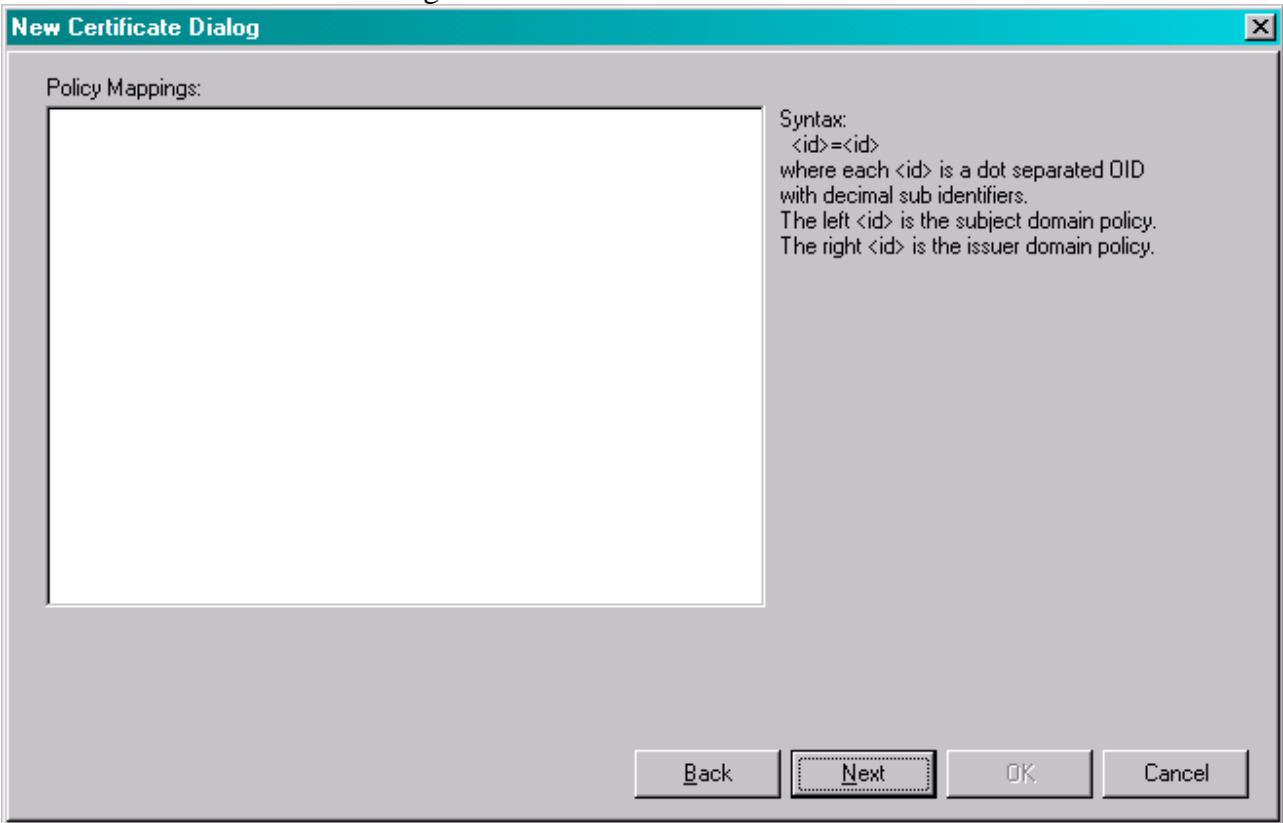 New Certificate Dialog
Policy Mappings:
Syntax:
<id>=<id>
where each <id> is a dot separated OID
with decimal sub identifiers.
The left <id> is the subject domain policy.
The right <id> is the issuer domain policy.
Back Next OK Cancel